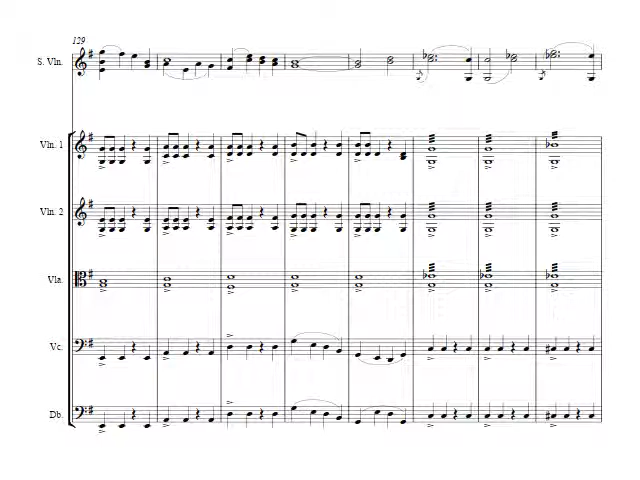 129
S. Vln.
Vln. 1
Vln. 2
Vla.
Vc.
Db.